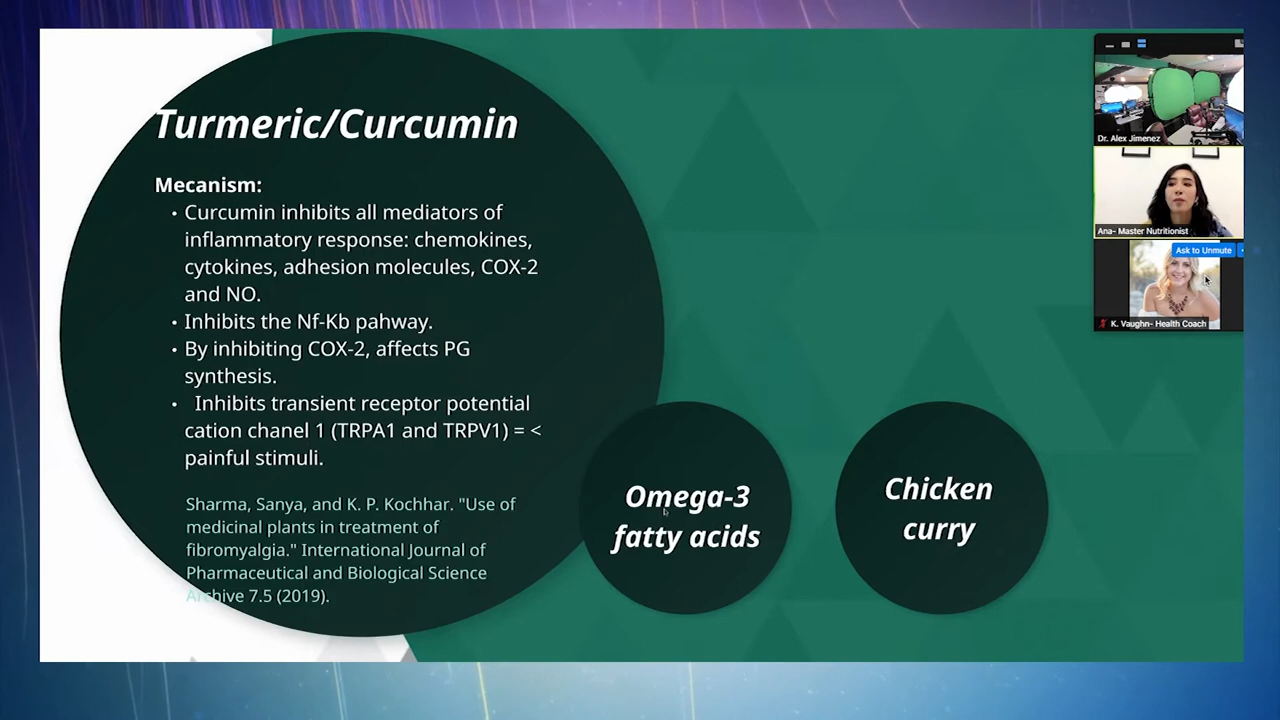 Turmeric/Curcumin
Mecanism:
• Curcumin inhibits all mediators of
inflammatory response: chemokines,
cytokines, adhesion molecules, COX-2
and NO.
• Inhibits the Nf-Kb pahway.
• By inhibiting COX-2, affects PG
synthesis.
• Inhibits transient receptor potential
cation chanel 1 (TRPA1 and TRPV1) = <
painful stimuli.
Sharma, Sanya, and K. P. Kochhar. "Use of
medicinal plants in treatment of
fibromyalgia." International Journal of
Pharmaceutical and Biological Science
Archive 7.5 (2019).
Omega-3
fatty acids
Chicken
curry
Dr. Alex Jimenez
Ana- Master Nutritionist
Ask to Unmute
K. Vaughn- Health Coach